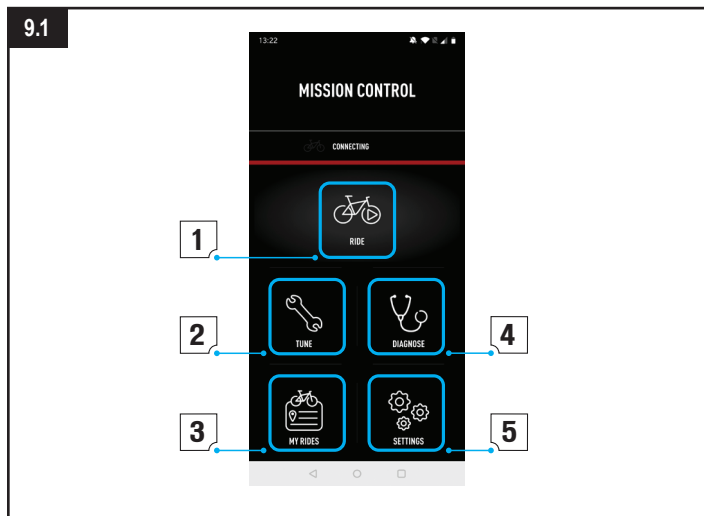 9.1
13:22
MISSION CONTROL
CONNECTING
1
RIDE
2
TUNE
DIAGNOSE
4
3
MY RIDES
SETTINGS
5